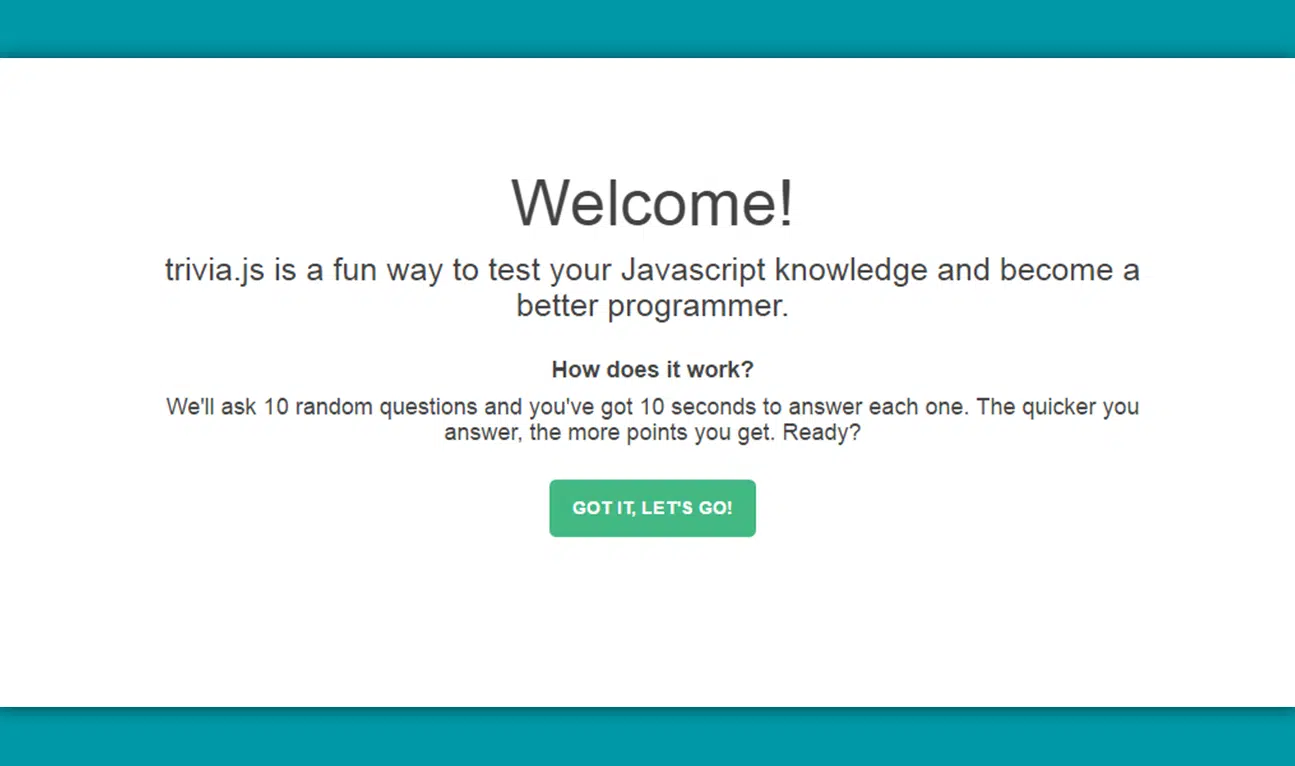 Welcome!
trivia.js is a fun way to test your Javascript knowledge and become a
better programmer.
How does it work?
We'll ask 10 random questions and you've got 10 seconds to answer each one. The quicker you
answer, the more points you get. Ready?
GOT IT, LET'S GO!